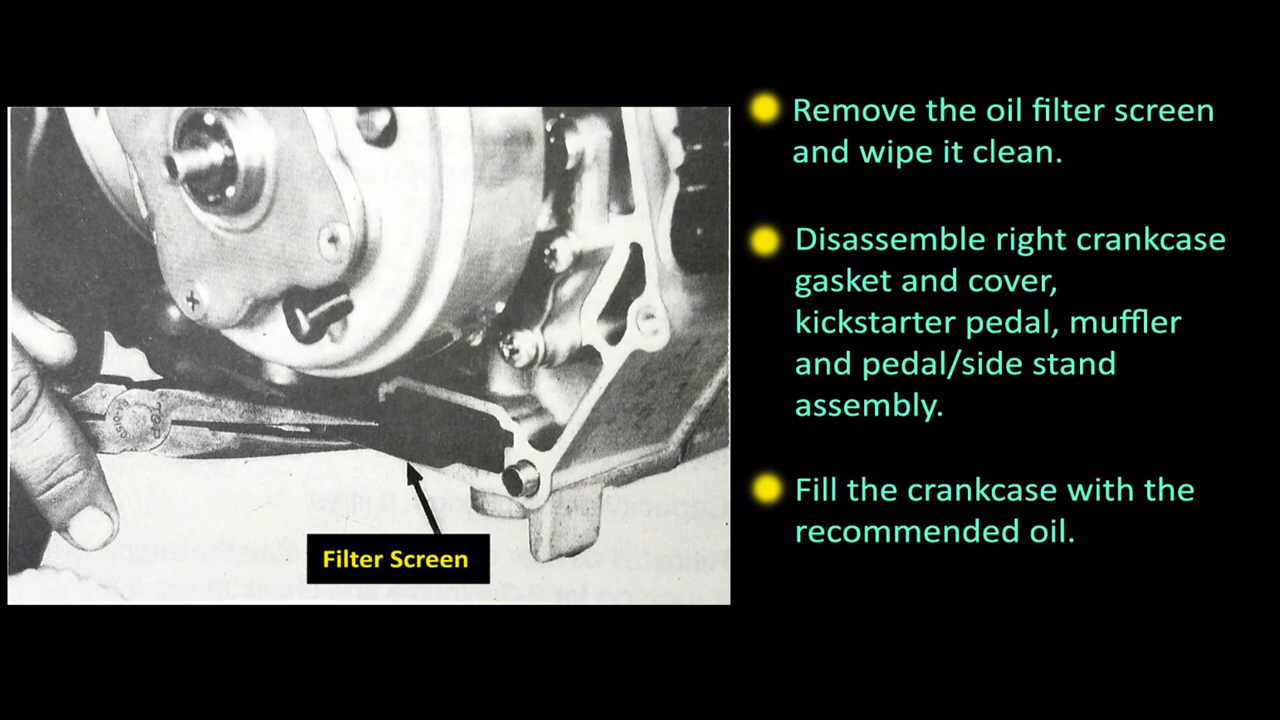 Remove the oil filter screen
and wipe it clean.
Disassemble right crankcase
gasket and cover,
kickstarter pedal, muffler
and pedal/side stand
assembly.
Fill the crankcase with the
recommended oil.
Filter Screen